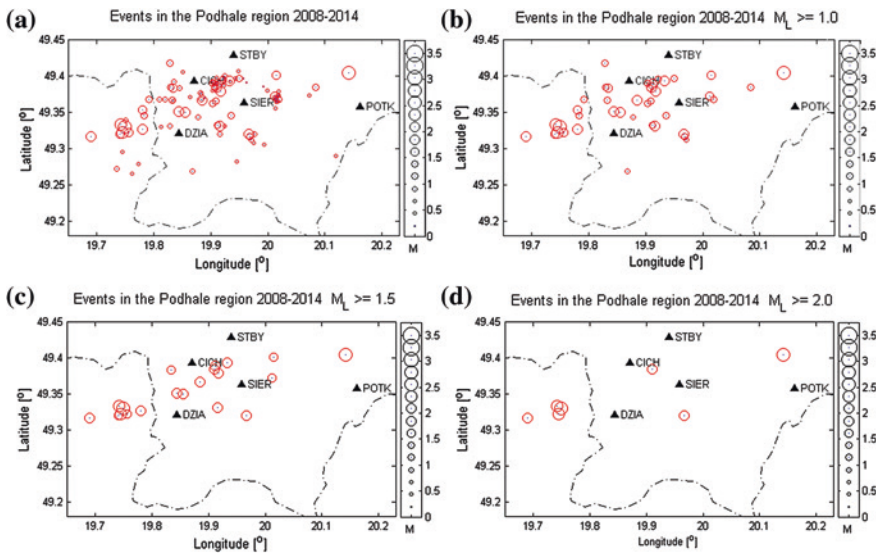 (a)
Events in the Podhale region 2008-2014
49.45
49.4
49.35
49.3
49.25
49.2
Latitude [°]
STBY
CICH
SIER
POTK
DZIA
19.7 19.8 19.9 20 20.1 20.2
Longitude [°]
3.5
3
2.5
2
1.5
1
0.5
0
M
(b)
Events in the Podhale region 2008-2014 M_L >= 1.0
49.45
49.4
49.35
49.3
49.25
49.2
Latitude [°]
STBY
CICH
SIER
POTK
DZIA
19.7 19.8 19.9 20 20.1 20.2
Longitude [°]
3.5
3
2.5
2
1.5
1
0.5
0
M
(c)
Events in the Podhale region 2008-2014 M_L >= 1.5
49.45
49.4
49.35
49.3
49.25
49.2
Latitude [°]
STBY
CICH
SIER
POTK
DZIA
19.7 19.8 19.9 20 20.1 20.2
Longitude [°]
3.5
3
2.5
2
1.5
1
0.5
0
M
(d)
Events in the Podhale region 2008-2014 M_L >= 2.0
49.45
49.4
49.35
49.3
49.25
49.2
Latitude [°]
STBY
CICH
SIER
POTK
DZIA
19.7 19.8 19.9 20 20.1 20.2
Longitude [°]
3.5
3
2.5
2
1.5
1
0.5
0
M